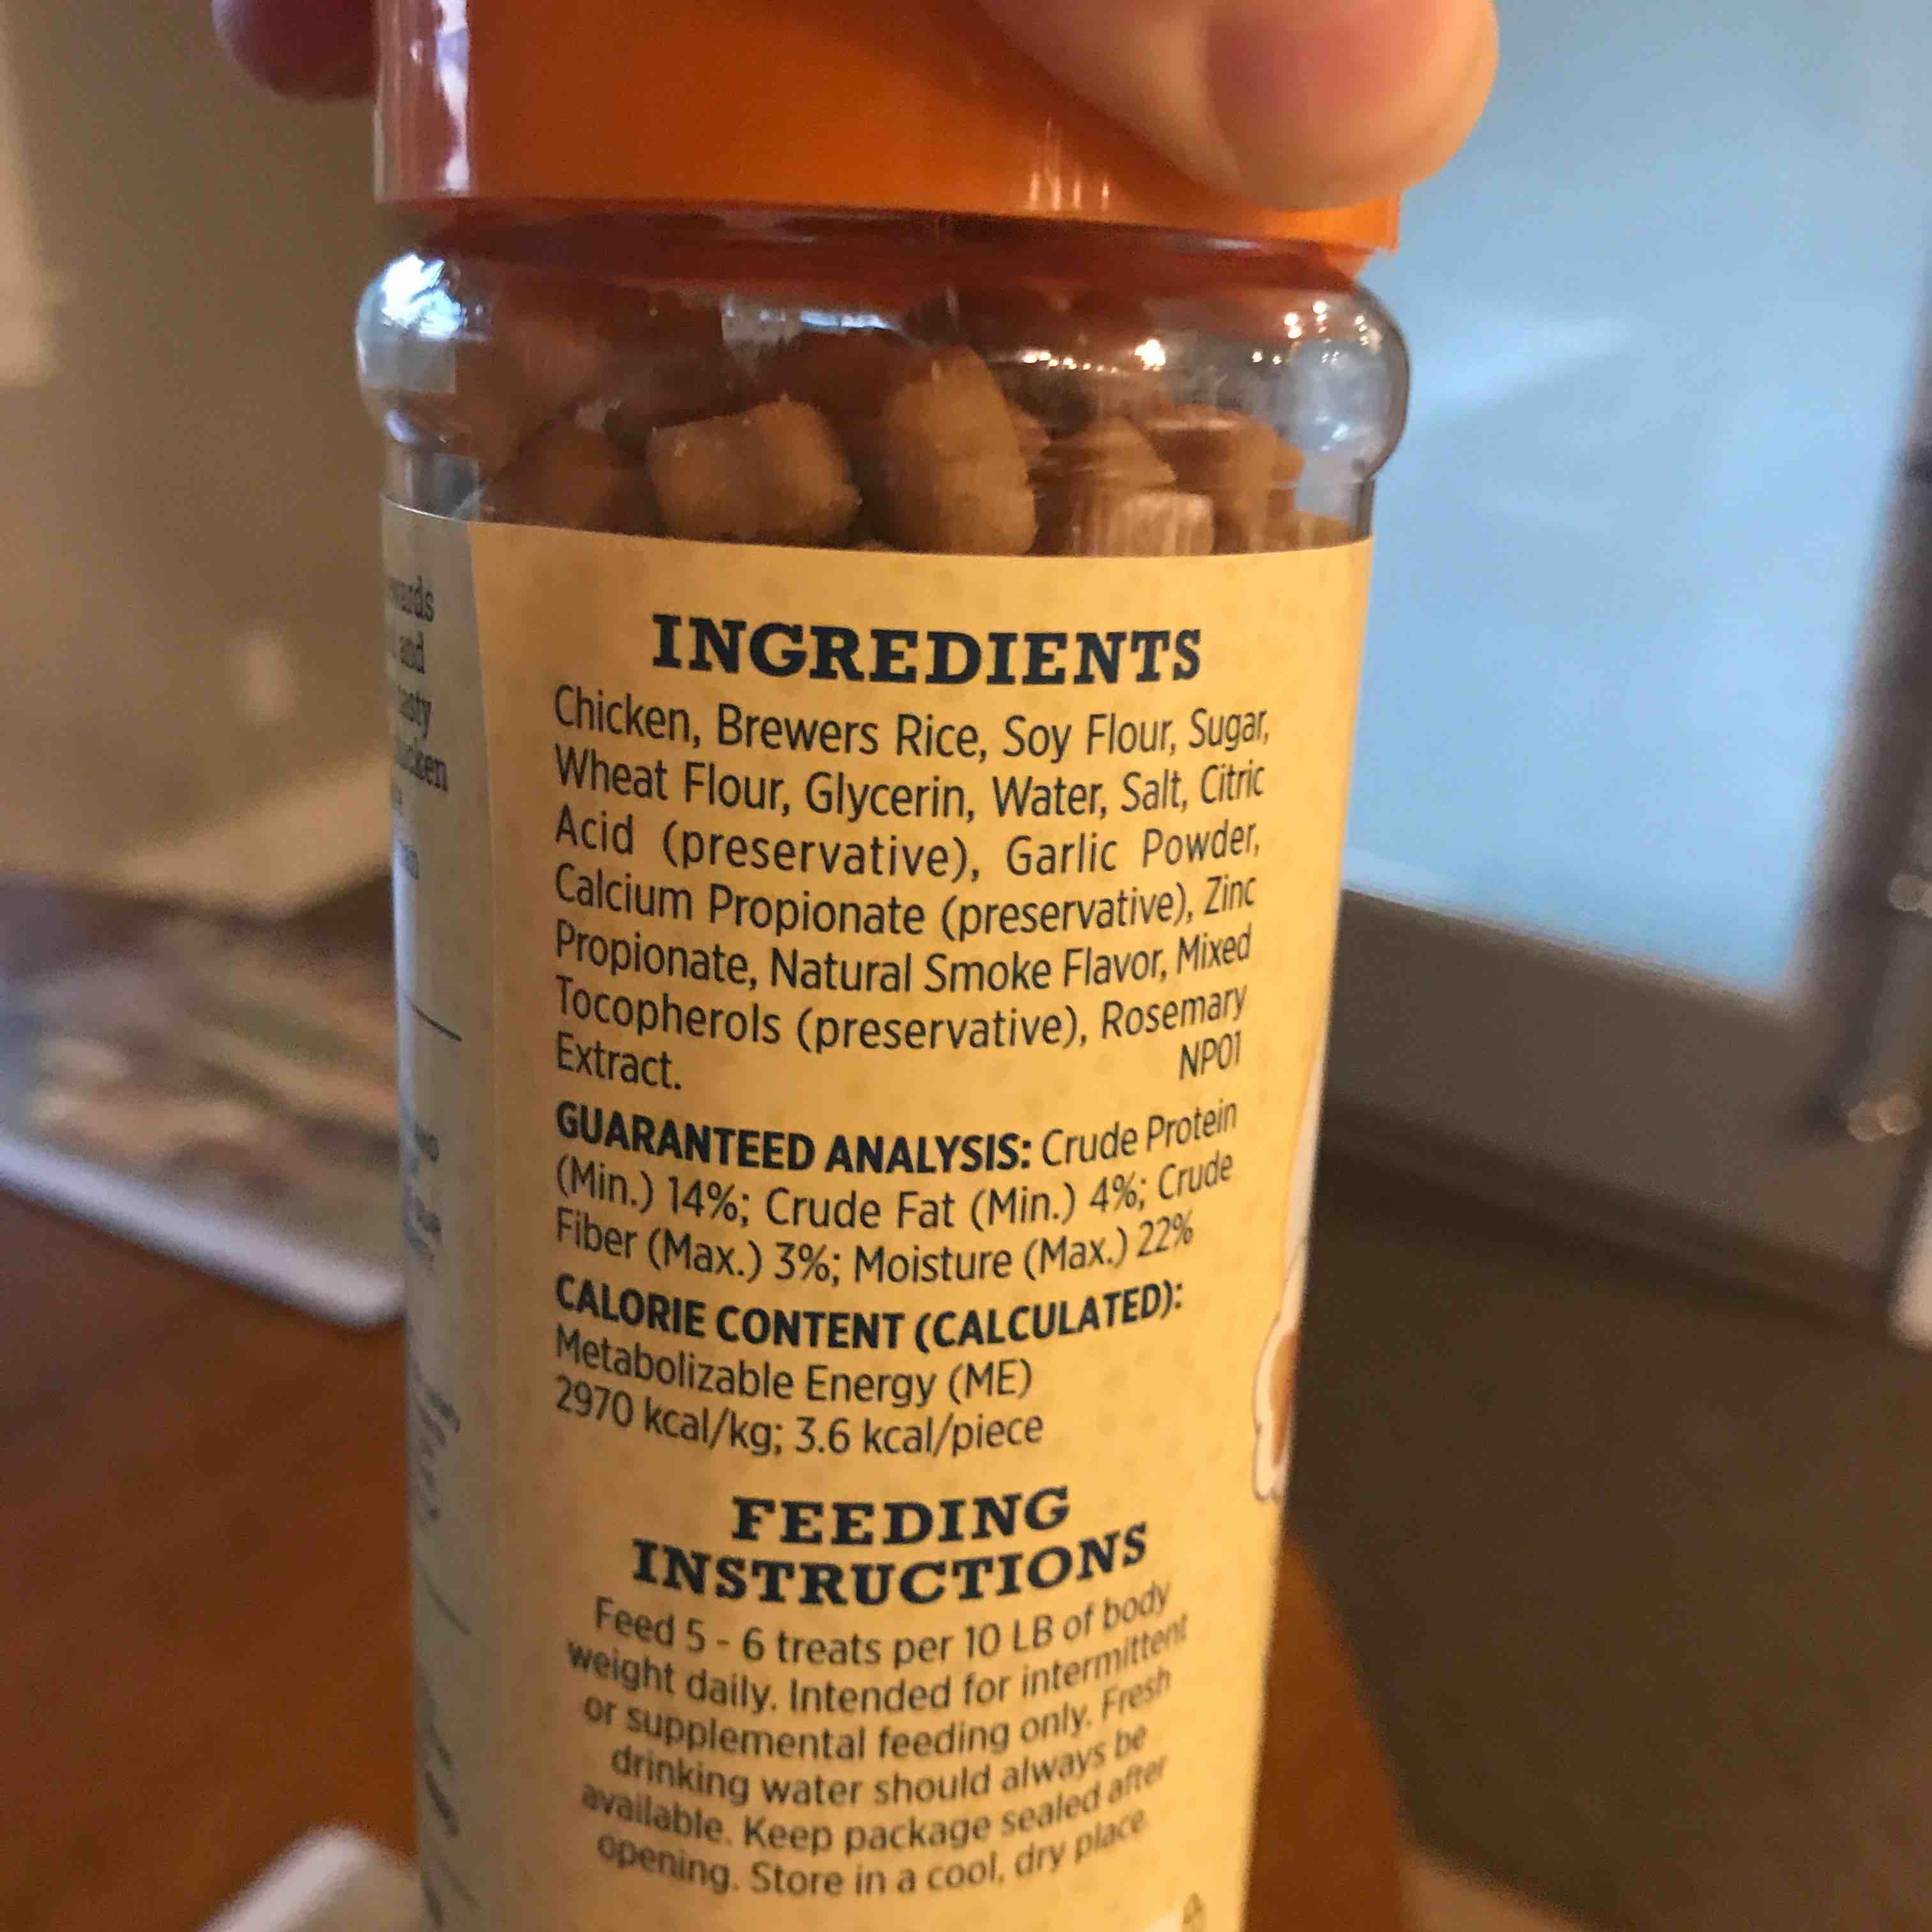 and
tasty
INGREDIENTS
Chicken, Brewers Rice, Soy Flour, Sugar,
Wheat Flour, Glycerin, Water, Salt, Citric
Acid (preservative), Garlic Powder,
Calcium Propionate (preservative), Zinc
Propionate, Natural Smoke Flavor, Mixed
Tocopherols (preservative), Rosemary
Extract. NP01
GUARANTEED ANALYSIS: Crude Protein
(Min.) 14%; Crude Fat (Min.) 4%; Crude
Fiber (Max.) 3%; Moisture (Max.) 22%
CALORIE CONTENT (CALCULATED):
Metabolizable Energy (ME)
2970 kcal/kg; 3.6 kcal/piece
FEEDING
INSTRUCTIONS
Feed 5 - 6 treats per 10 LB of body
weight daily. Intended for intermittent
or supplemental feeding only. Fresh
drinking water should always be
available. Keep package sealed after
opening. Store in a cool, dry place.